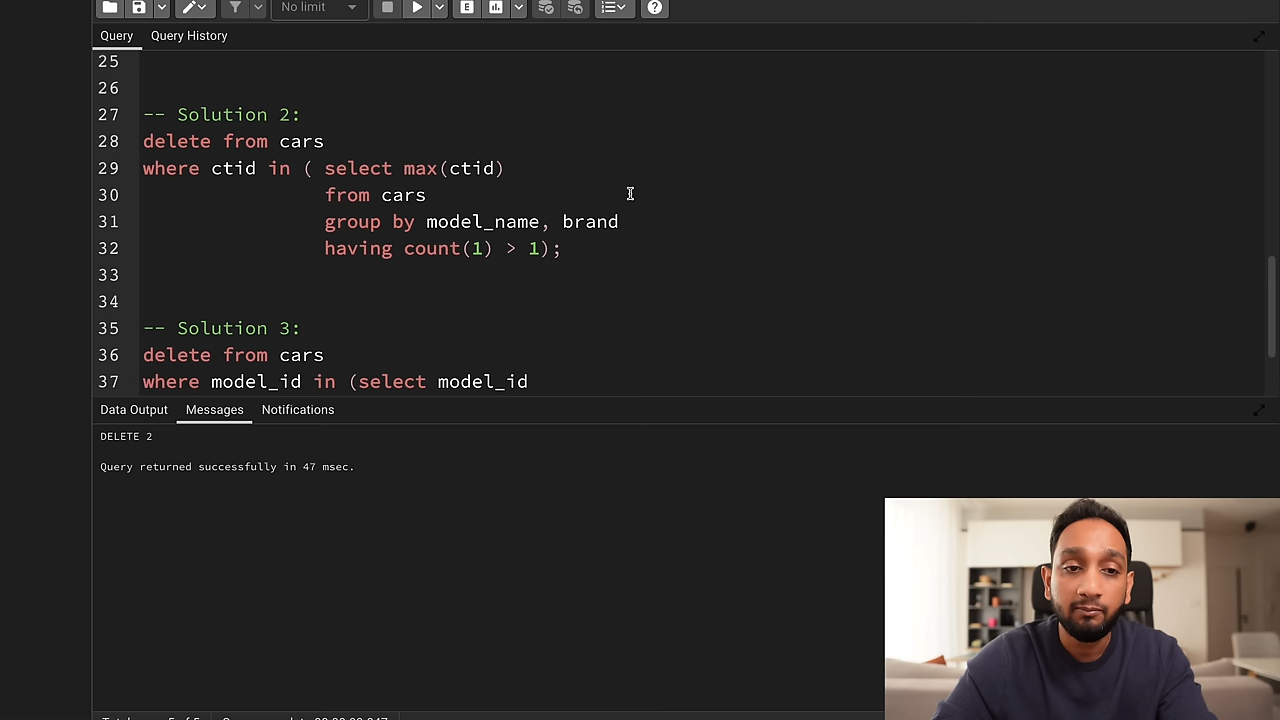 No limit
E
Query Query History
25
26
27 -- Solution 2:
28 delete from cars
29 where ctid in ( select max(ctid)
30 from cars
31 group by model_name, brand
32 having count(1) > 1);
33
34
35 -- Solution 3:
36 delete from cars
37 where model_id in (select model_id
Data Output Messages Notifications
DELETE 2
Query returned successfully in 47 msec.